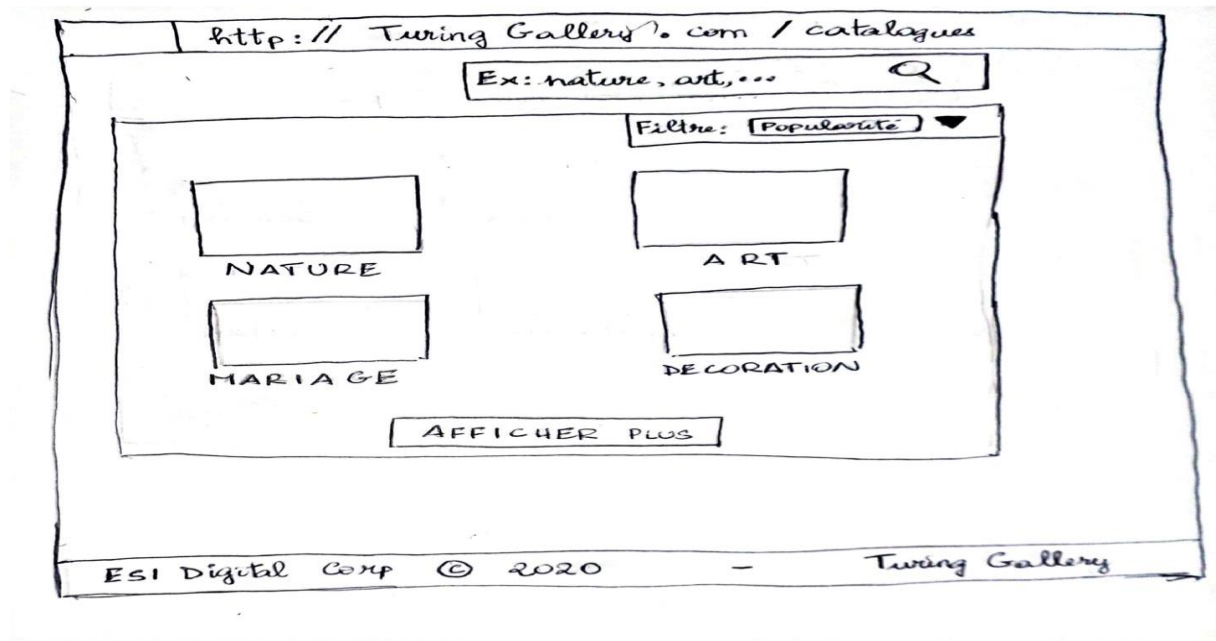 http:// Turing Gallery.com / catalogues
Ex: nature, art,...
Filtre: Popularité
NATURE
ART
MARIAGE
DECORATION
AFFICHER PLUS
ESI Digital Corp © 2020 - Turing Gallery